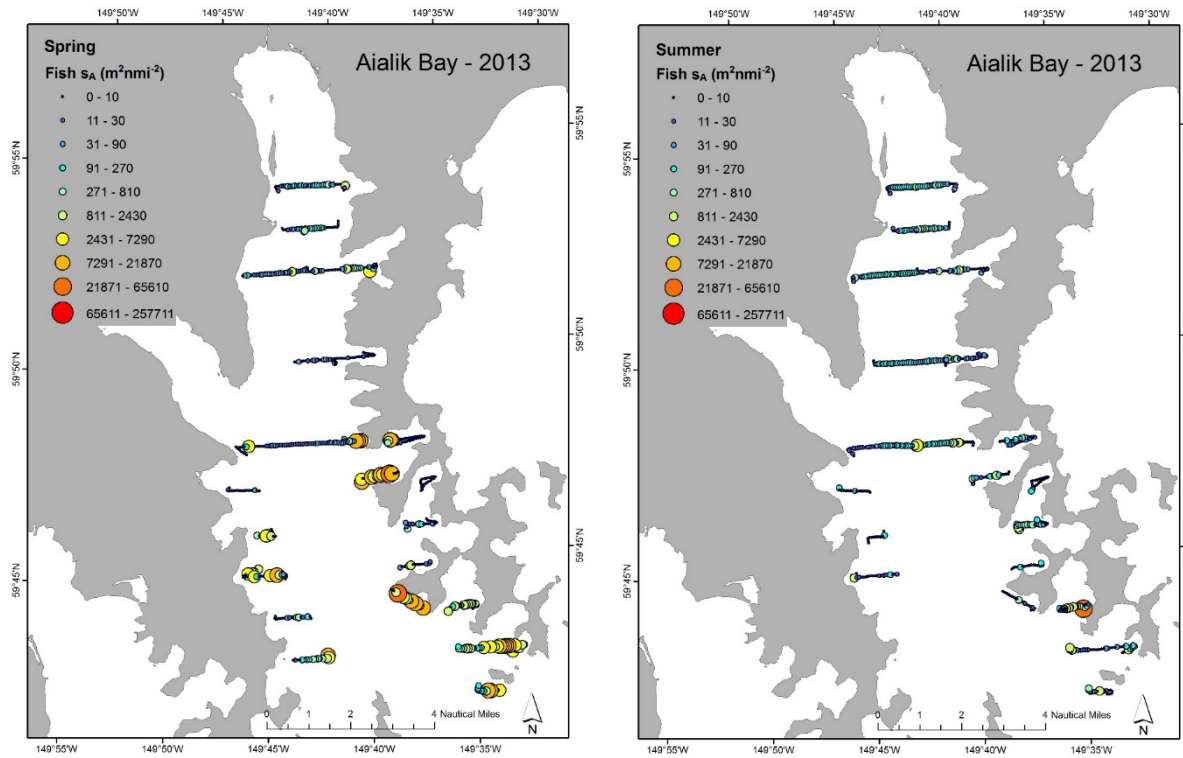 149°45'W 149°40'W 149°35'W 149°30'W
Spring
Fish sA (m²nmi⁻²)
0 - 10
11 - 30
31 - 90
91 - 270
271 - 810
811 - 2430
2431 - 7290
7291 - 21870
21871 - 65610
65611 - 257711
Aialik Bay - 2013
59°55'N
59°50'N
59°45'N
59°55'N
59°50'N
59°45'N
0 1 2 4 Nautical Miles
N
149°55'W 149°50'W 149°45'W 149°40'W 149°35'W
149°45'W 149°40'W 149°35'W 149°30'W
Summer
Fish sA (m²nmi⁻²)
0 - 10
11 - 30
31 - 90
91 - 270
271 - 810
811 - 2430
2431 - 7290
7291 - 21870
21871 - 65610
65611 - 257711
Aialik Bay - 2013
59°55'N
59°50'N
59°45'N
0 1 2 4 Nautical Miles
N
149°55'W 149°50'W 149°45'W 149°40'W 149°35'W